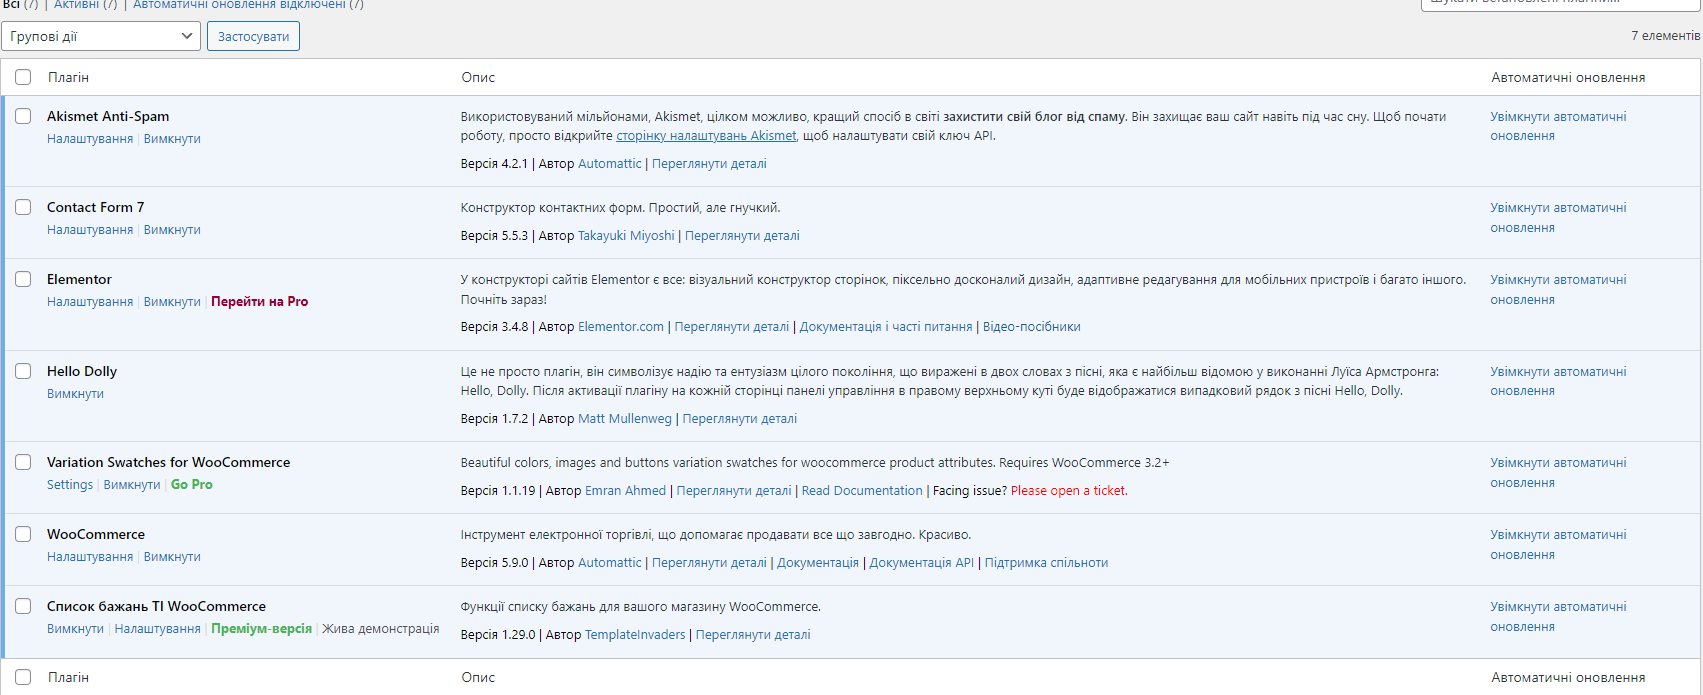 Всі (7) | Активні (7) | Автоматичні оновлення відключені (7)
Групові дії
Застосувати
7 елементів
Плагін
Опис
Автоматичні оновлення
Akismet Anti-Spam
Налаштування | Вимкнути
Використовуваний мільйонами, Akismet, цілком можливо, кращий спосіб в світі захистити свій блог від спаму. Він захищає ваш сайт навіть під час сну. Щоб почати
роботу, просто відкрийте сторінку налаштувань Akismet, щоб налаштувати свій ключ API.
Версія 4.2.1 | Автор Automattic | Переглянути деталі
Увімкнути автоматичні
оновлення
Contact Form 7
Налаштування | Вимкнути
Конструктор контактних форм. Простий, але гнучкий.
Версія 5.5.3 | Автор Takayuki Miyoshi | Переглянути деталі
Увімкнути автоматичні
оновлення
Elementor
Налаштування | Вимкнути | Перейти на Pro
У конструкторі сайтів Elementor є все: візуальний конструктор сторінок, піксельно досконалий дизайн, адаптивне редагування для мобільних пристроїв і багато іншого.
Почніть зараз!
Версія 3.4.8 | Автор Elementor.com | Переглянути деталі | Документація і часті питання | Відео-посібники
Увімкнути автоматичні
оновлення
Hello Dolly
Вимкнути
Це не просто плагін, він символізує надію та ентузіазм цілого покоління, що виражені в двох словах з пісні, яка є найбільш відомою у виконанні Луїса Армстронга:
Hello, Dolly. Після активації плагіну на кожній сторінці панелі управління в правому верхньому куті буде відображатися випадковий рядок з пісні Hello, Dolly.
Версія 1.7.2 | Автор Matt Mullenweg | Переглянути деталі
Увімкнути автоматичні
оновлення
Variation Swatches for WooCommerce
Settings | Вимкнути | Go Pro
Beautiful colors, images and buttons variation swatches for woocommerce product attributes. Requires WooCommerce 3.2+
Версія 1.1.19 | Автор Emran Ahmed | Переглянути деталі | Read Documentation | Facing issue? Please open a ticket.
Увімкнути автоматичні
оновлення
WooCommerce
Налаштування | Вимкнути
Інструмент електронної торгівлі, що допомагає продавати все що завгодно. Красиво.
Версія 5.9.0 | Автор Automattic | Переглянути деталі | Документація | Документація API | Підтримка спільноти
Увімкнути автоматичні
оновлення
Список бажань TI WooCommerce
Вимкнути | Налаштування | Преміум-версія | Жива демонстрація
Функції списку бажань для вашого магазину WooCommerce.
Версія 1.29.0 | Автор TemplateInvaders | Переглянути деталі
Увімкнути автоматичні
оновлення
Плагін
Опис
Автоматичні оновлення